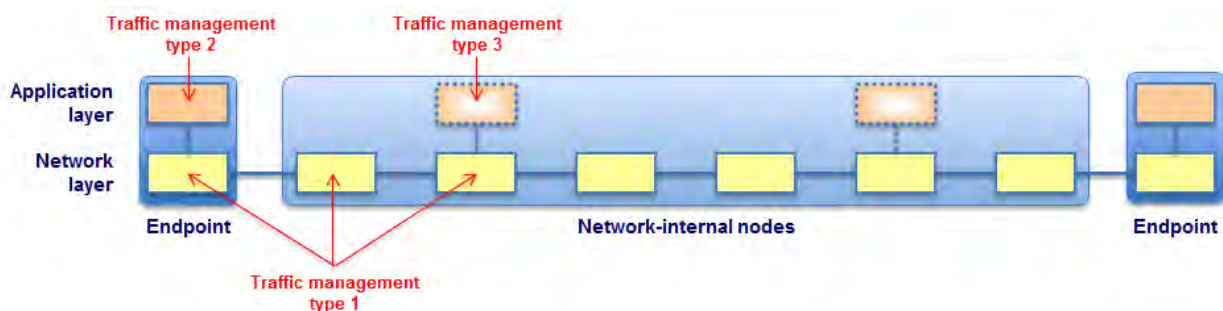 Traffic management
type 2
Traffic management
type 3
Application
layer
Network
layer
Endpoint
Network-internal nodes
Endpoint
Traffic management
type 1